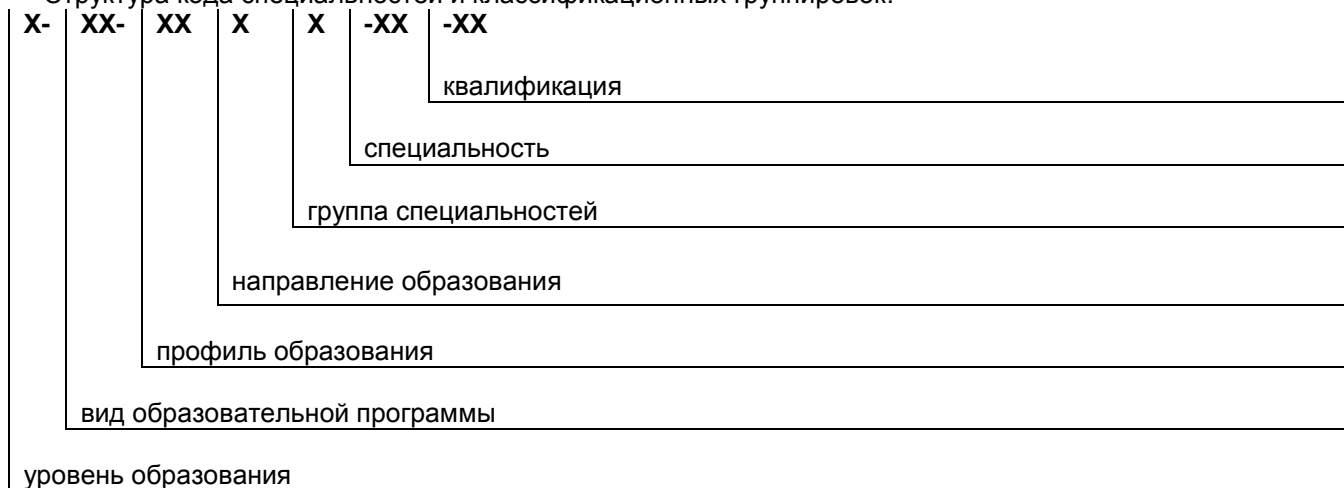 Структура кода специальностей и классификационных группировок:
X- XX- XX X X -XX -XX
квалификация
специальность
группа специальностей
направление образования
профиль образования
вид образовательной программы
уровень образования